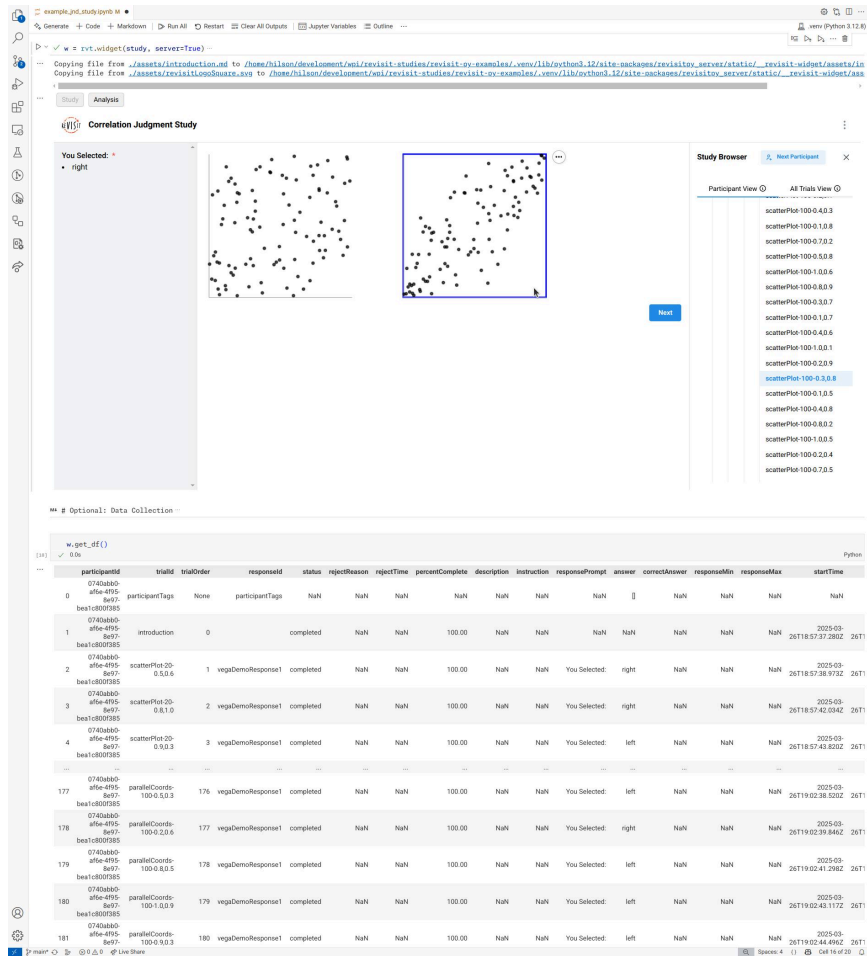 example_jnd_study.ipynb M
Generate + Code + Markdown Run All Restart Clear All Outputs Jupyter Variables Outline ...
.venv (Python 3.12.8)
w = rvt.widget(study, server=True)
Copying file from ./assets/introduction.md to /home/hilson/development/wpi/revisit-studies/revisit-py-examples/.venv/lib/python3.12/site-packages/revisitpy_server/static/__revisit-widget/assets/in
Copying file from ./assets/revisitLogoSquare.svg to /home/hilson/development/wpi/revisit-studies/revisit-py-examples/.venv/lib/python3.12/site-packages/revisitpy_server/static/__revisit-widget/ass
Study Analysis
reVISit Correlation Judgment Study
You Selected: *
• right
Next
Study Browser Next Participant
Participant View All Trials View
scatterPlot-100-0.4,0.3
scatterPlot-100-0.1,0.8
scatterPlot-100-0.7,0.2
scatterPlot-100-0.5,0.8
scatterPlot-100-1.0,0.6
scatterPlot-100-0.8,0.9
scatterPlot-100-0.3,0.7
scatterPlot-100-0.1,0.7
scatterPlot-100-0.4,0.6
scatterPlot-100-1.0,0.1
scatterPlot-100-0.2,0.9
scatterPlot-100-0.3,0.8
scatterPlot-100-0.1,0.5
scatterPlot-100-0.4,0.8
scatterPlot-100-0.8,0.2
scatterPlot-100-1.0,0.5
scatterPlot-100-0.2,0.4
scatterPlot-100-0.7,0.5
M↓ # Optional: Data Collection
w.get_df()
0.0s Python
participantId trialId trialOrder responseId status rejectReason rejectTime percentComplete description instruction responsePrompt answer correctAnswer responseMin responseMax startTime
0740abb0-
af6e-4f95-
0 8e97- participantTags None participantTags NaN NaN NaN NaN NaN NaN NaN [] NaN NaN NaN NaN
bea1c800f385
0740abb0-
af6e-4f95- 2025-03-
1 8e97- introduction 0 completed NaN NaN 100.00 NaN NaN NaN NaN NaN NaN NaN 26T18:57:37.280Z 26T1
bea1c800f385
0740abb0-
af6e-4f95- scatterPlot-20- 2025-03-
2 8e97- 0.5,0.6 1 vegaDemoResponse1 completed NaN NaN 100.00 NaN NaN You Selected: right NaN NaN NaN 26T18:57:38.973Z 26T1
bea1c800f385
0740abb0-
af6e-4f95- scatterPlot-20- 2025-03-
3 8e97- 0.8,1.0 2 vegaDemoResponse1 completed NaN NaN 100.00 NaN NaN You Selected: right NaN NaN NaN 26T18:57:42.034Z 26T1
bea1c800f385
0740abb0-
af6e-4f95- scatterPlot-20- 2025-03-
4 8e97- 0.9,0.3 3 vegaDemoResponse1 completed NaN NaN 100.00 NaN NaN You Selected: left NaN NaN NaN 26T18:57:43.820Z 26T1
bea1c800f385
... ... ... ... ... ... ... ... ... ... ... ... ... ... ... ... ...
0740abb0-
af6e-4f95- parallelCoords- 2025-03-
177 8e97- 100-0.5,0.3 176 vegaDemoResponse1 completed NaN NaN 100.00 NaN NaN You Selected: left NaN NaN NaN 26T19:02:38.520Z 26T1
bea1c800f385
0740abb0-
af6e-4f95- parallelCoords- 2025-03-
178 8e97- 100-0.2,0.6 177 vegaDemoResponse1 completed NaN NaN 100.00 NaN NaN You Selected: right NaN NaN NaN 26T19:02:39.846Z 26T1
bea1c800f385
0740abb0-
af6e-4f95- parallelCoords- 2025-03-
179 8e97- 100-0.8,0.5 178 vegaDemoResponse1 completed NaN NaN 100.00 NaN NaN You Selected: left NaN NaN NaN 26T19:02:41.298Z 26T1
bea1c800f385
0740abb0-
af6e-4f95- parallelCoords- 2025-03-
180 8e97- 100-1.0,0.9 179 vegaDemoResponse1 completed NaN NaN 100.00 NaN NaN You Selected: left NaN NaN NaN 26T19:02:43.117Z 26T1
bea1c800f385
0740abb0-
af6e-4f95- parallelCoords- 2025-03-
181 8e97- 100-0.9,0.3 180 vegaDemoResponse1 completed NaN NaN 100.00 NaN NaN You Selected: left NaN NaN NaN 26T19:02:44.496Z 26T1
main* 0 0 Live Share Spaces: 4 Cell 16 of 20